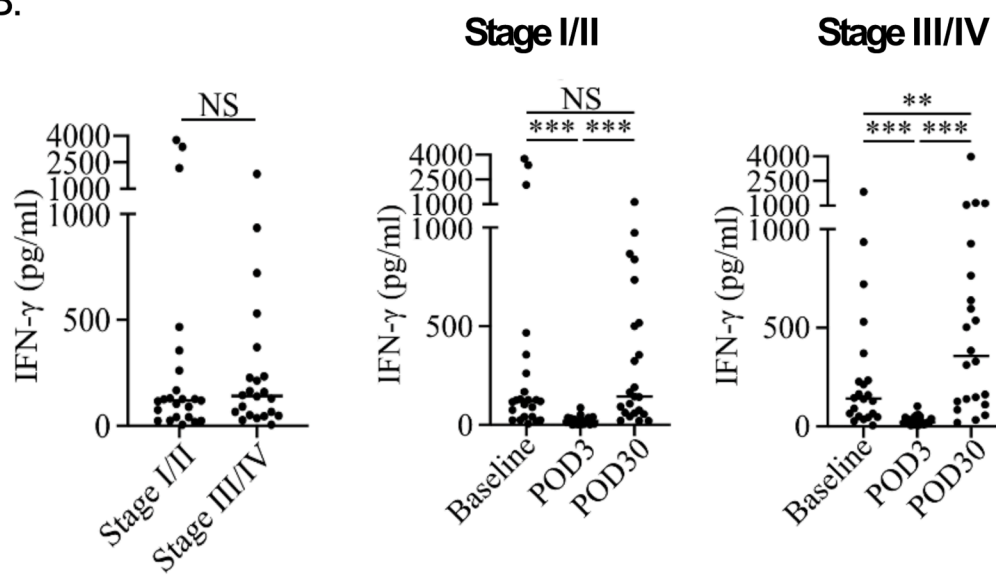 B.
Stage I/II
Stage III/IV
NS
4000
2500
1000
1000
500
0
IFN-γ (pg/ml)
Stage I/II
Stage III/IV
NS
*** ***
4000
2500
1000
1000
500
0
IFN-γ (pg/ml)
Baseline
POD3
POD30
**
*** ***
4000
2500
1000
1000
500
0
IFN-γ (pg/ml)
Baseline
POD3
POD30